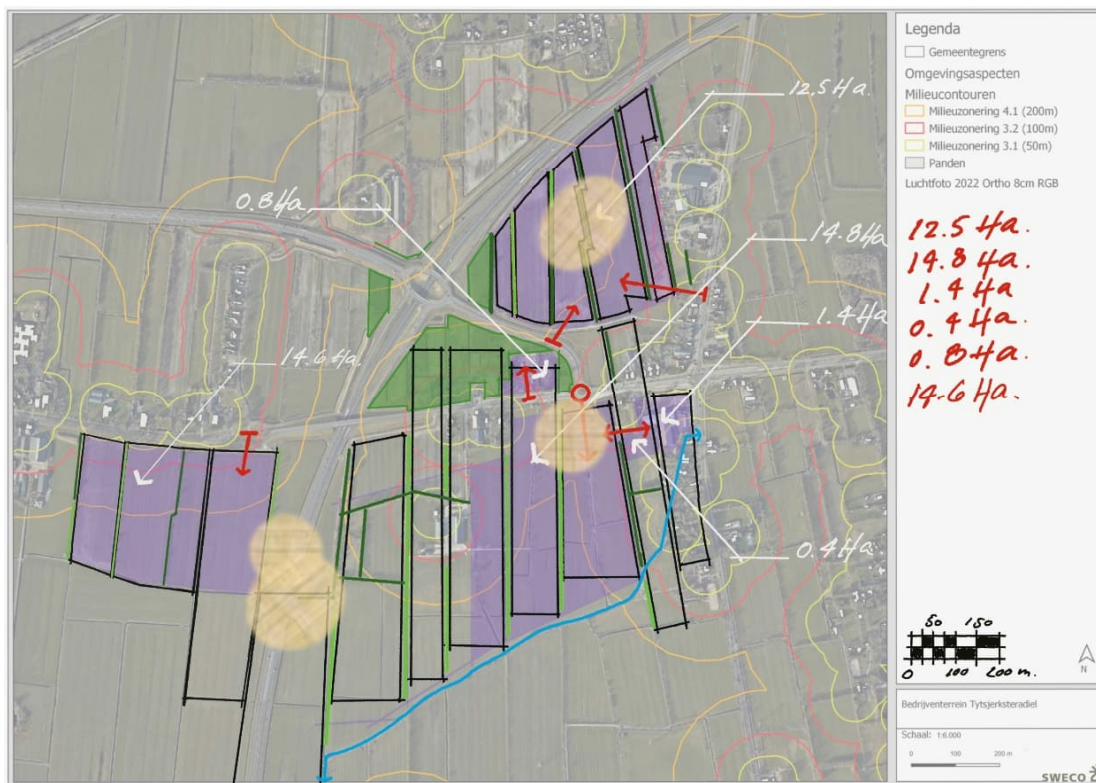 12.5 Ha.
0.8 Ha.
14.8 Ha
1.4 Ha.
14.6 Ha.
0.4 Ha.
Legenda
Gemeentegrens
Omgevingsaspecten
Milieucontouren
Milieuzonering 4.1 (200m)
Milieuzonering 3.2 (100m)
Milieuzonering 3.1 (50m)
Panden
Luchtfoto 2022 Ortho 8cm RGB
12.5 Ha.
14.8 Ha.
1.4 Ha
0.4 Ha.
0.8 Ha.
14.6 Ha.
50 150
0 100 200 m.
N
Bedrijventerrein Tytsjerksteradiel
Schaal: 1:6.000
0 100 200 m
SWECO